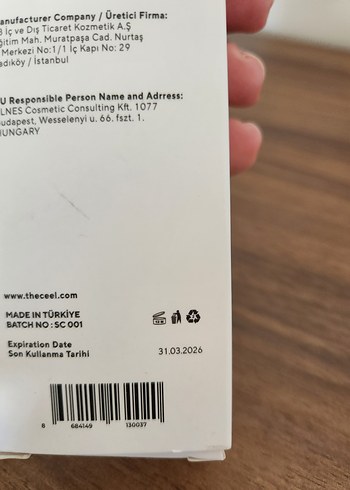 anufacturer Company / Üretici Firma:
İç ve Dış Ticaret Kozmetik A.Ş
ğitim Mah. Muratpaşa Cad. Nurtaş
Merkezi No:1/1 İç Kapı No: 29
adıköy / İstanbul
U Responsible Person Name and Adrress:
LNES Cosmetic Consulting Kft. 1077
udapest, Wesselenyi u. 66. fszt. 1.
UNGARY
www.theceel.com
MADE IN TÜRKİYE
BATCH NO : SC 001
Expiration Date
Son Kullanma Tarihi
31.03.2026
8 684149 130037